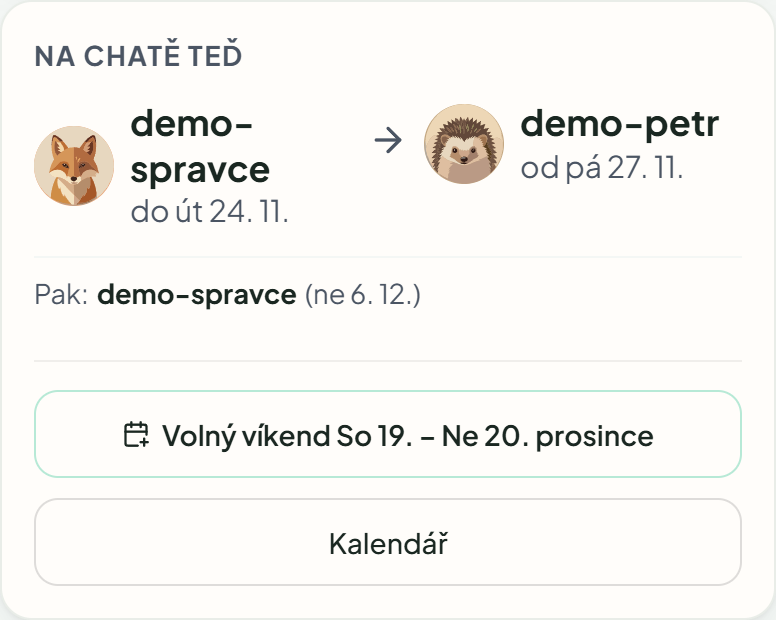 NA CHATĚ TEĎ
demo-
spravce
do út 24. 11.
demo-petr
od pá 27. 11.
Pak: demo-spravce (ne 6. 12.)
Volný víkend So 19. – Ne 20. prosince
Kalendář